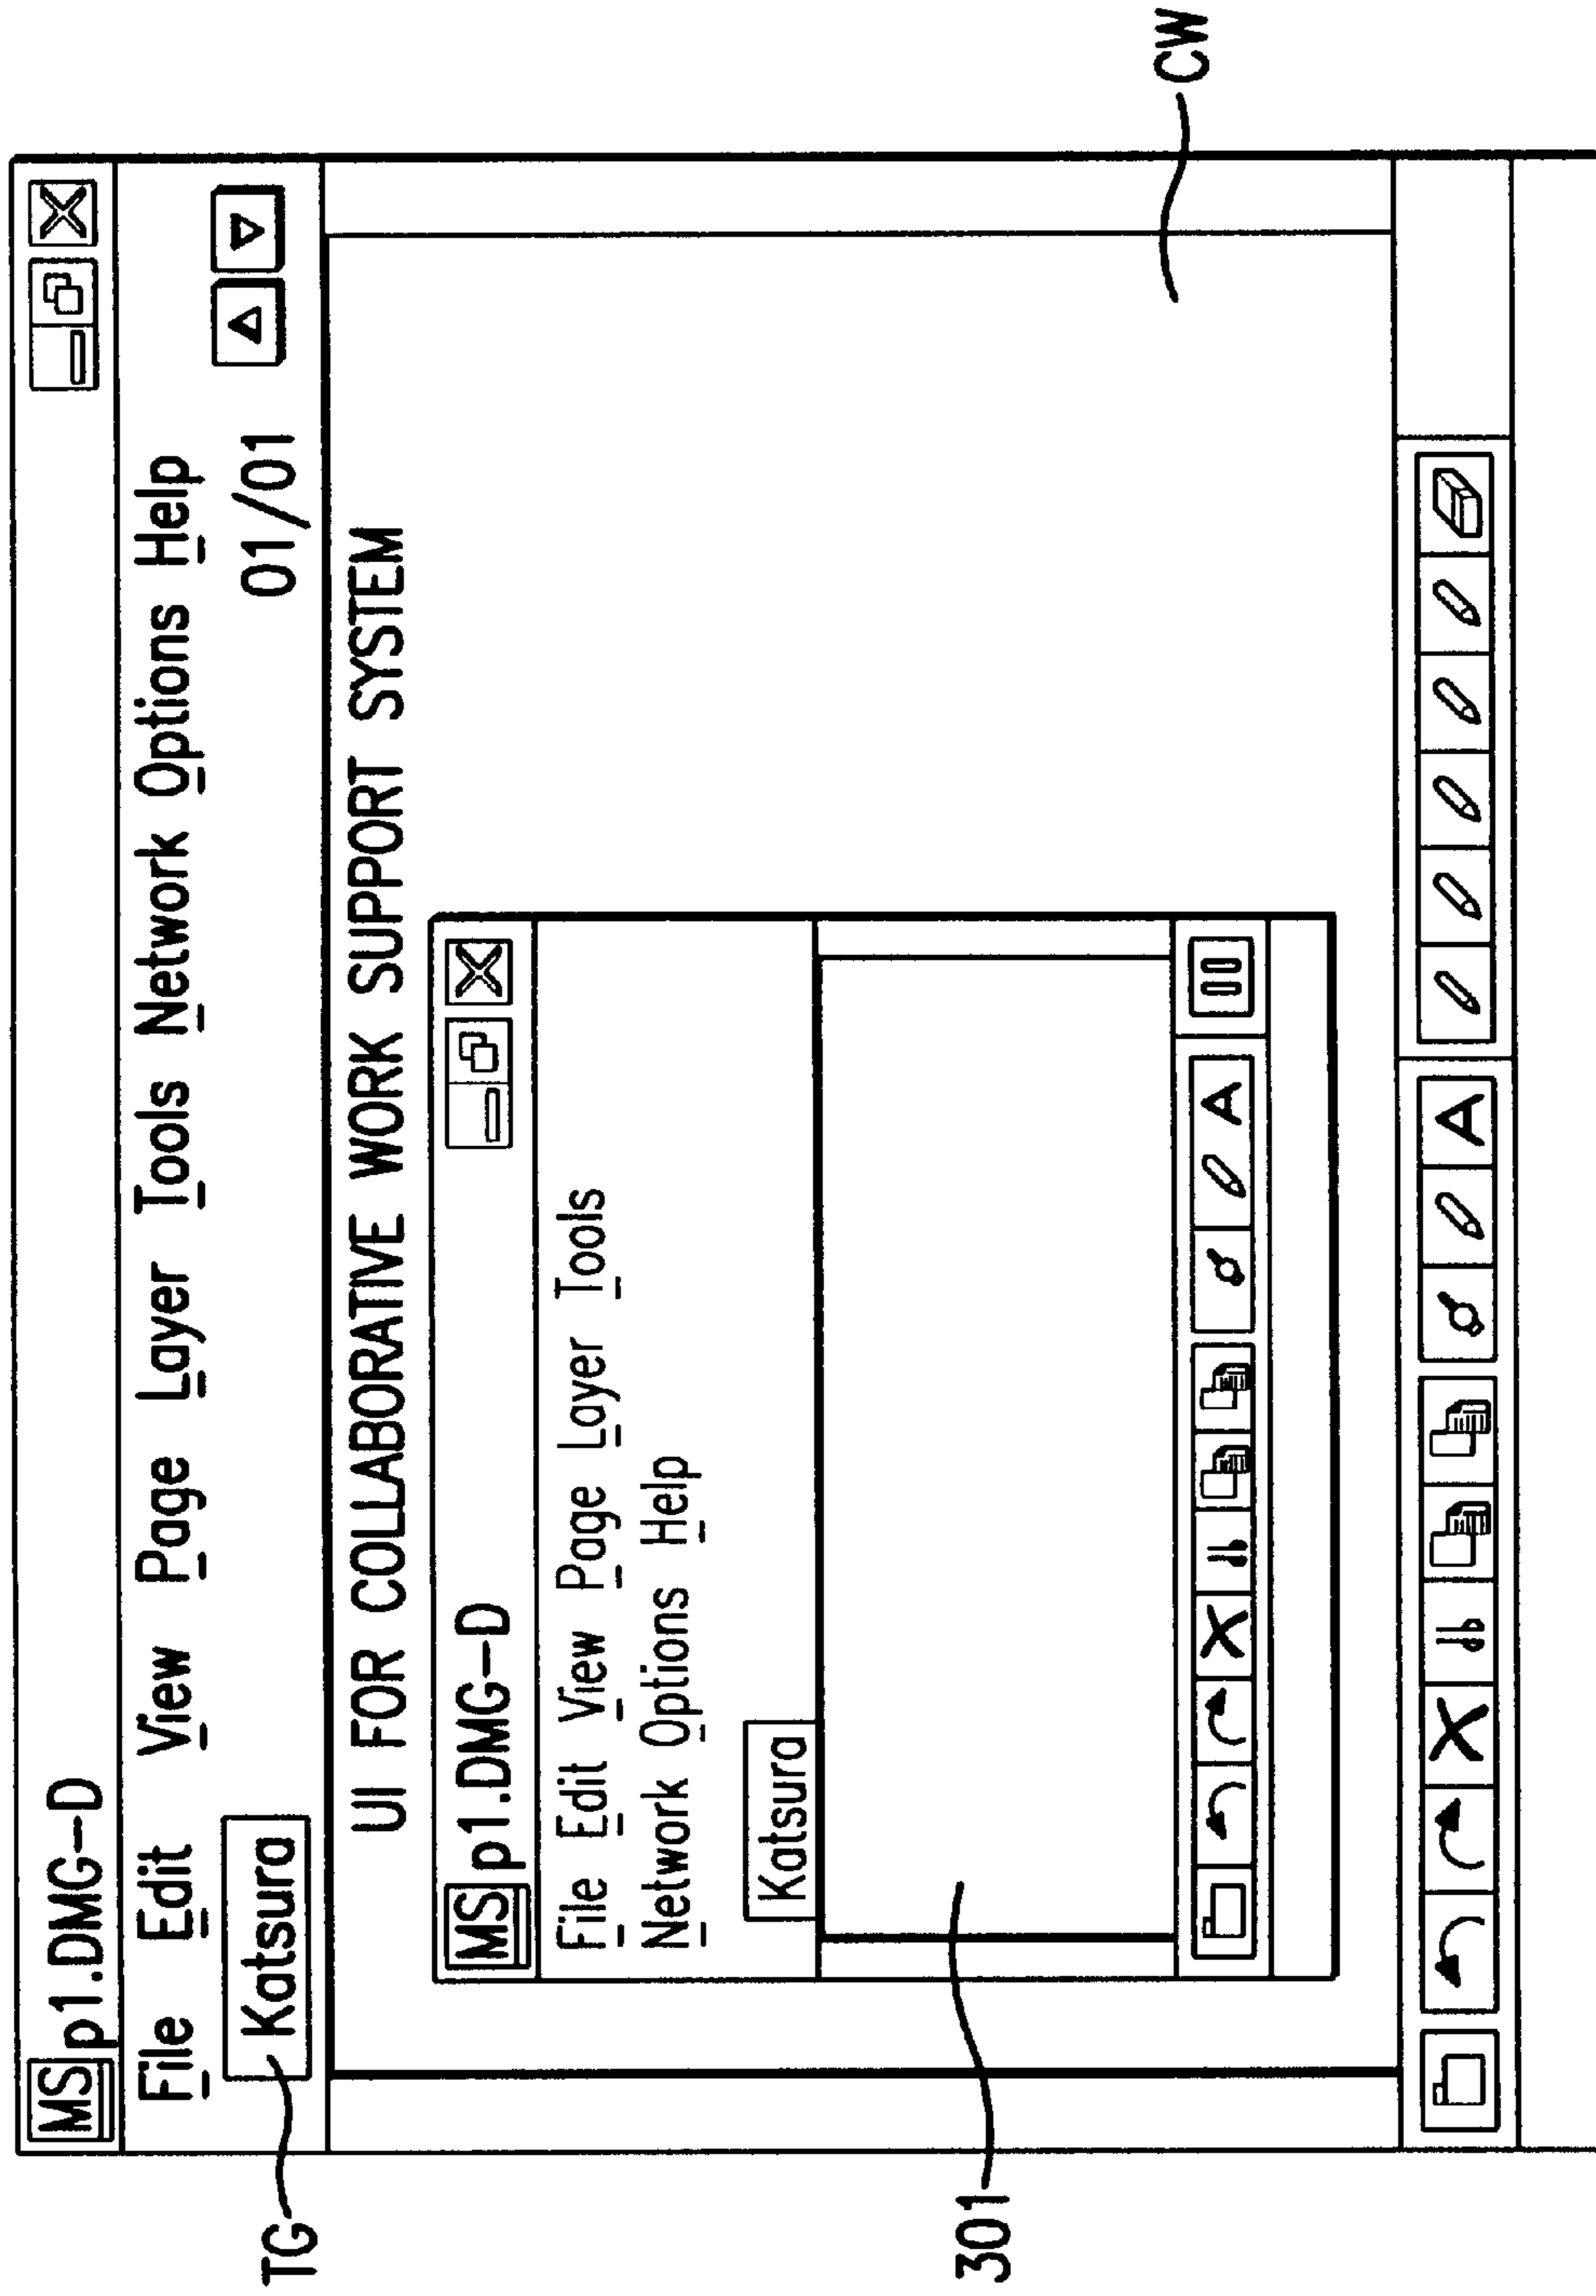 MS p1.DMG-D
File Edit View Page Layer Tools Network Options Help
TG
Katsura
01/01
UI FOR COLLABORATIVE WORK SUPPORT SYSTEM
MS p1.DMG-D
File Edit View Page Layer Tools
Network Options Help
Katsura
301
A
CW
A